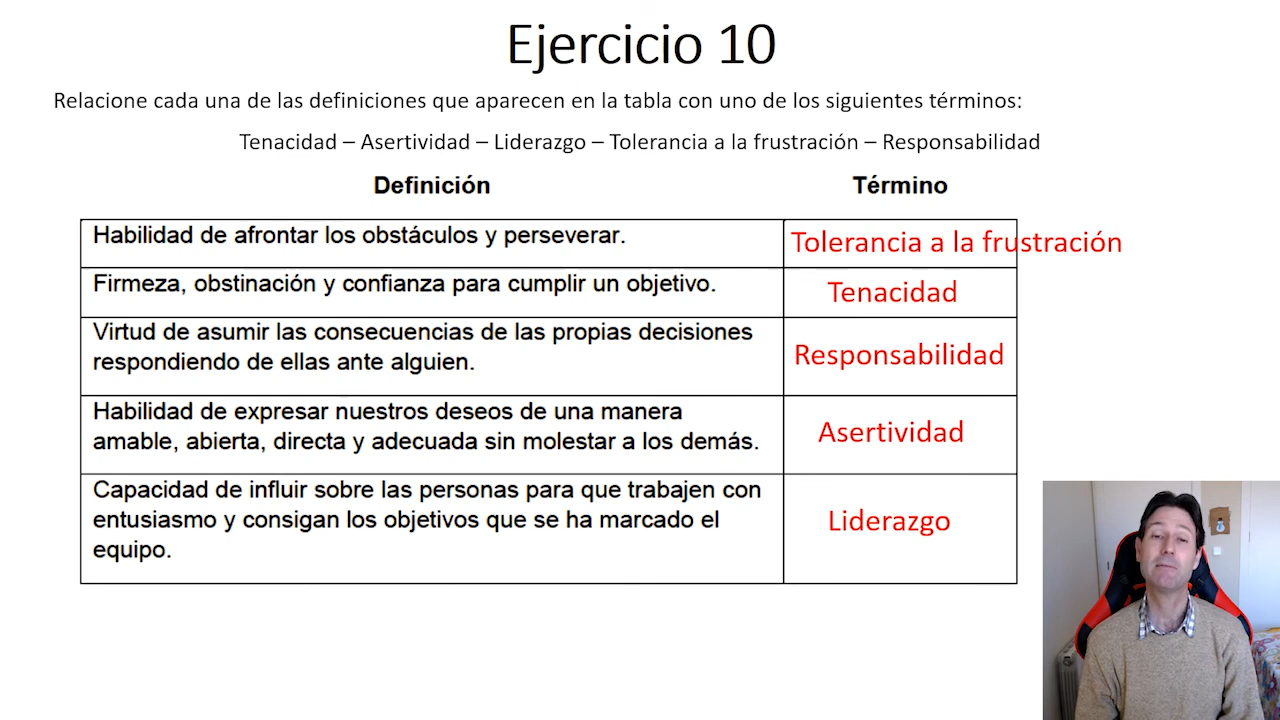 Ejercicio 10
Relacione cada una de las definiciones que aparecen en la tabla con uno de los siguientes términos:
Tenacidad – Asertividad – Liderazgo – Tolerancia a la frustración – Responsabilidad
Definición Término
Habilidad de afrontar los obstáculos y perseverar. Tolerancia a la frustración
Firmeza, obstinación y confianza para cumplir un objetivo. Tenacidad
Virtud de asumir las consecuencias de las propias decisiones
respondiendo de ellas ante alguien.
Responsabilidad
Habilidad de expresar nuestros deseos de una manera
amable, abierta, directa y adecuada sin molestar a los demás.
Asertividad
Capacidad de influir sobre las personas para que trabajen con
entusiasmo y consigan los objetivos que se ha marcado el
equipo.
Liderazgo